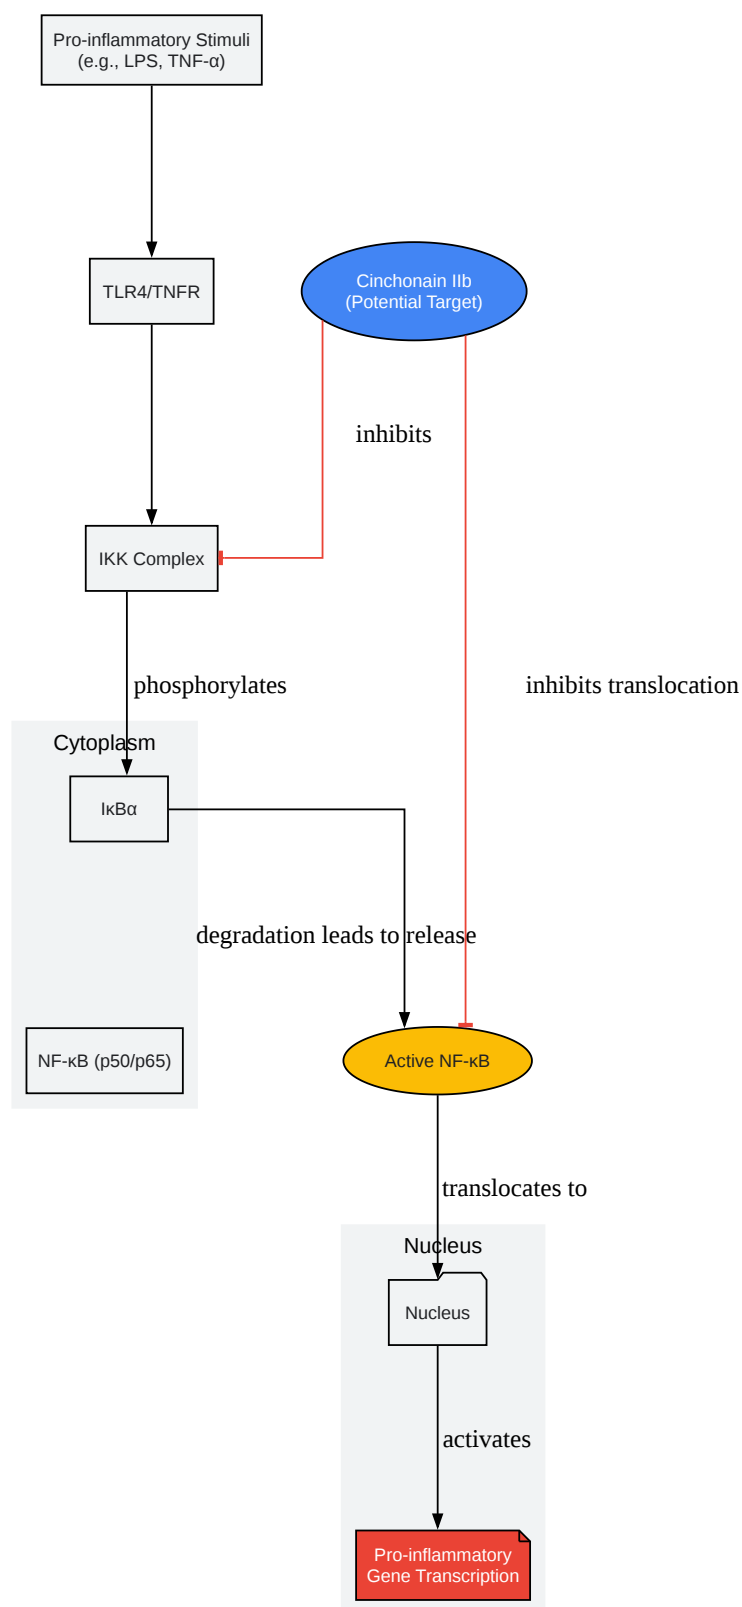 Pro-inflammatory Stimuli
(e.g., LPS, TNF-α)
TLR4/TNFR
Cinchonain IIb
(Potential Target)
inhibits
IKK Complex
phosphorylates
inhibits translocation
Cytoplasm
IκBα
degradation leads to release
NF-κB (p50/p65)
Active NF-κB
translocates to
Nucleus
Nucleus
activates
Pro-inflammatory
Gene Transcription